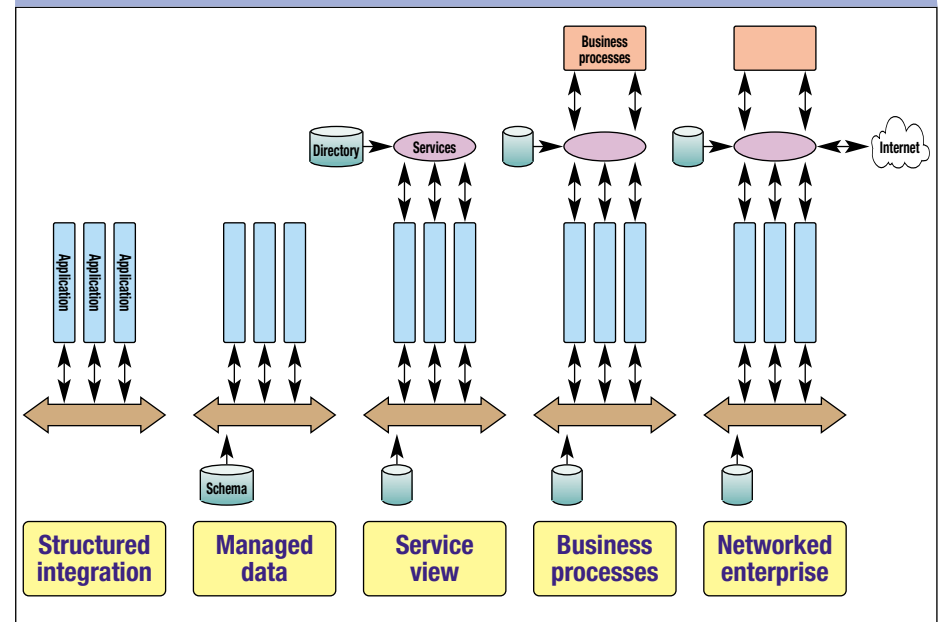 Business
processes
Directory
Services
Internet
Application
Application
Application
Schema
Structured
integration
Managed
data
Service
view
Business
processes
Networked
enterprise